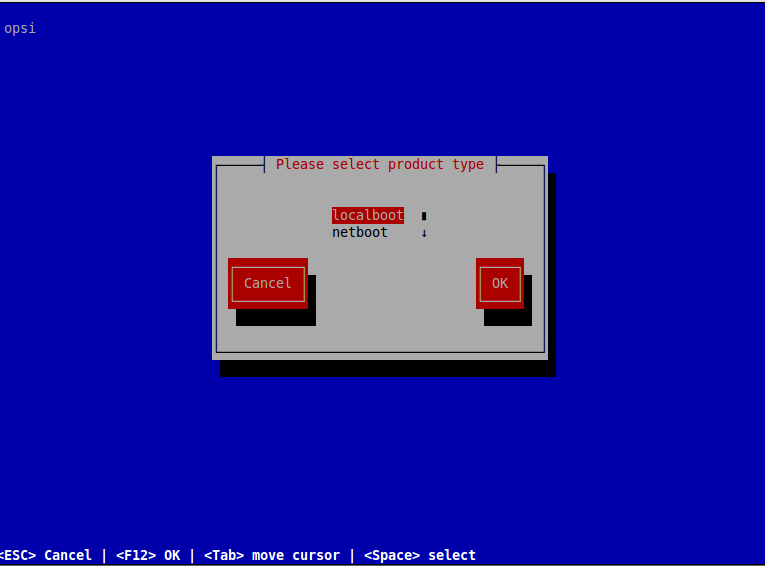 opsi
Please select product type
localboot
netboot ↓
Cancel OK
<ESC> Cancel | <F12> OK | <Tab> move cursor | <Space> select